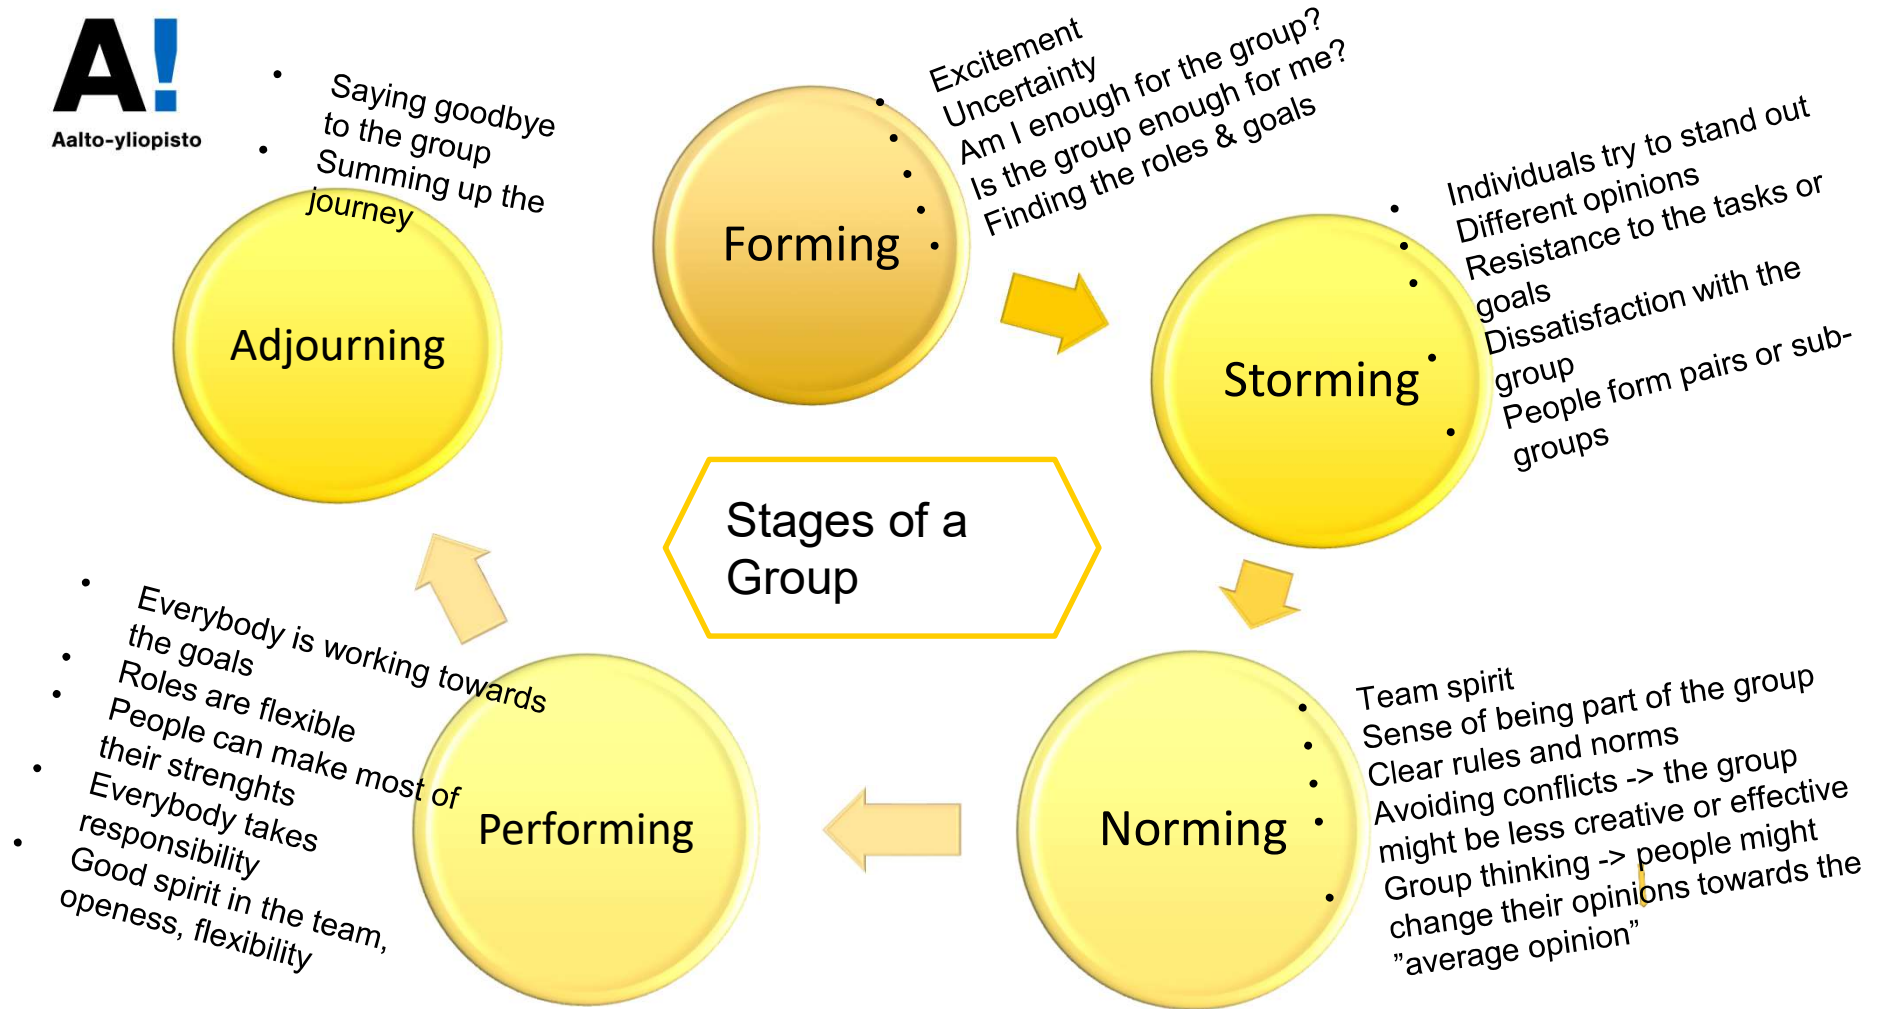 A!
Aalto-yliopisto
• Saying goodbye
to the group
• Summing up the
journey
Adjourning
• Excitement
• Uncertainty
• Am I enough for the group?
• Is the group enough for me?
• Finding the roles & goals
Forming
• Individuals try to stand out
• Different opinions
• Resistance to the tasks or
goals
• Dissatisfaction with the
group
• People form pairs or sub-
groups
Storming
Stages of a
Group
• Team spirit
• Sense of being part of the group
• Clear rules and norms
• Avoiding conflicts -> the group
might be less creative or effective
• Group thinking -> people might
change their opinions towards the
”average opinion”
Norming
• Everybody is working towards
the goals
• Roles are flexible
• People can make most of
their strenghts
• Everybody takes
responsibility
• Good spirit in the team,
openess, flexibility
Performing